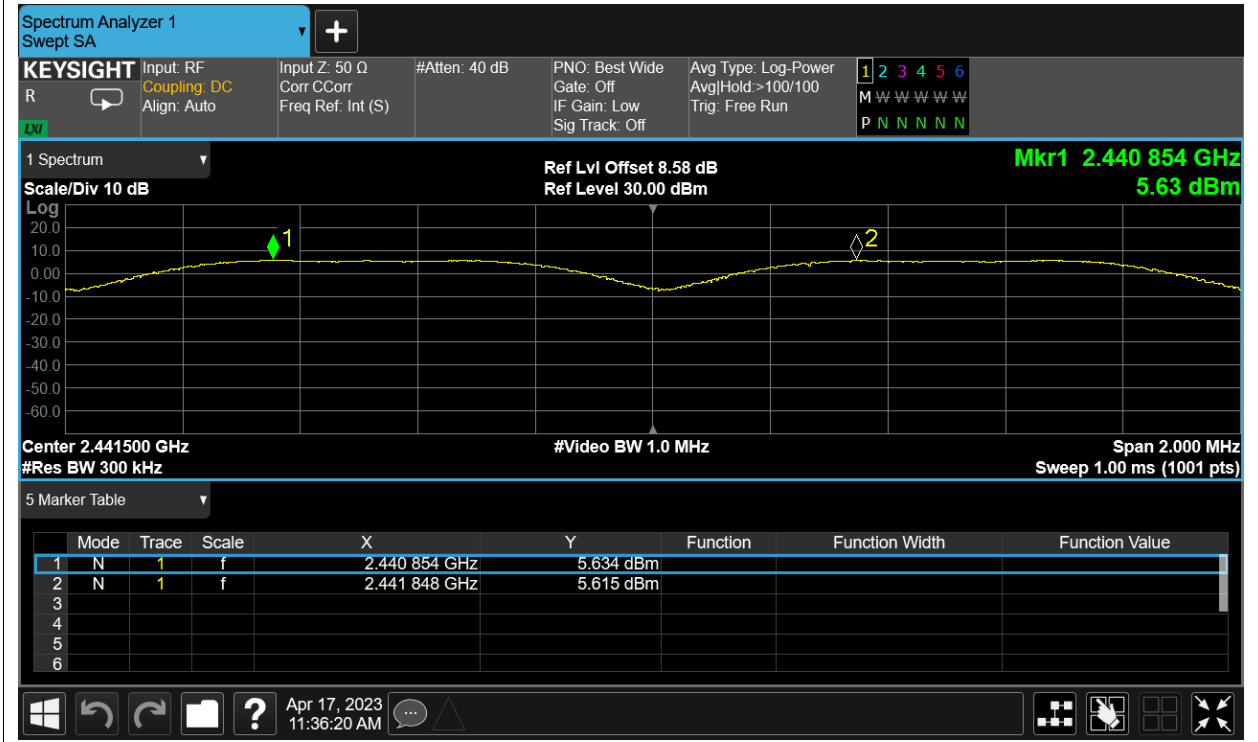 Spectrum Analyzer 1
Swept SA
KEYSIGHT
R
LXI
Input: RF
Coupling: DC
Align: Auto
Input Z: 50 Ω
Corr CCorr
Freq Ref: Int (S)
#Atten: 40 dB
PNO: Best Wide
Gate: Off
IF Gain: Low
Sig Track: Off
Avg Type: Log-Power
Avg|Hold:>100/100
Trig: Free Run
1 2 3 4 5 6
M W W W W W
P N N N N N
1 Spectrum
Scale/Div 10 dB
Ref Lvl Offset 8.58 dB
Ref Level 30.00 dBm
Mkr1 2.440 854 GHz
5.63 dBm
Log
20.0
10.0
0.00
-10.0
-20.0
-30.0
-40.0
-50.0
-60.0
1
2
Center 2.441500 GHz
#Res BW 300 kHz
#Video BW 1.0 MHz
Span 2.000 MHz
Sweep 1.00 ms (1001 pts)
5 Marker Table
Mode Trace Scale X Y Function Function Width Function Value
1 N 1 f 2.440 854 GHz 5.634 dBm
2 N 1 f 2.441 848 GHz 5.615 dBm
3
4
5
6
?
Apr 17, 2023
11:36:20 AM